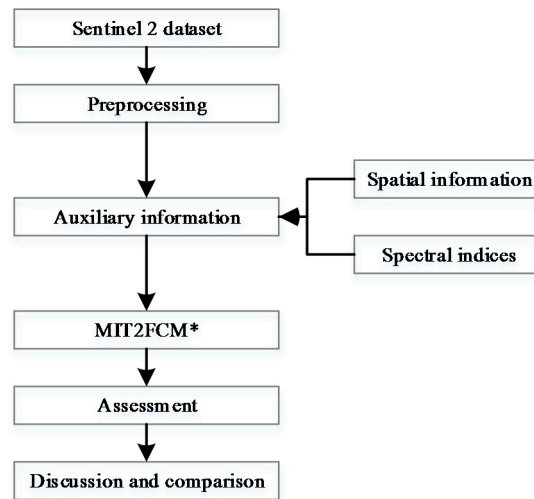 Sentinel 2 dataset
Preprocessing
Auxiliary information
Spatial information
Spectral indices
MIT2FCM*
Assessment
Discussion and comparison